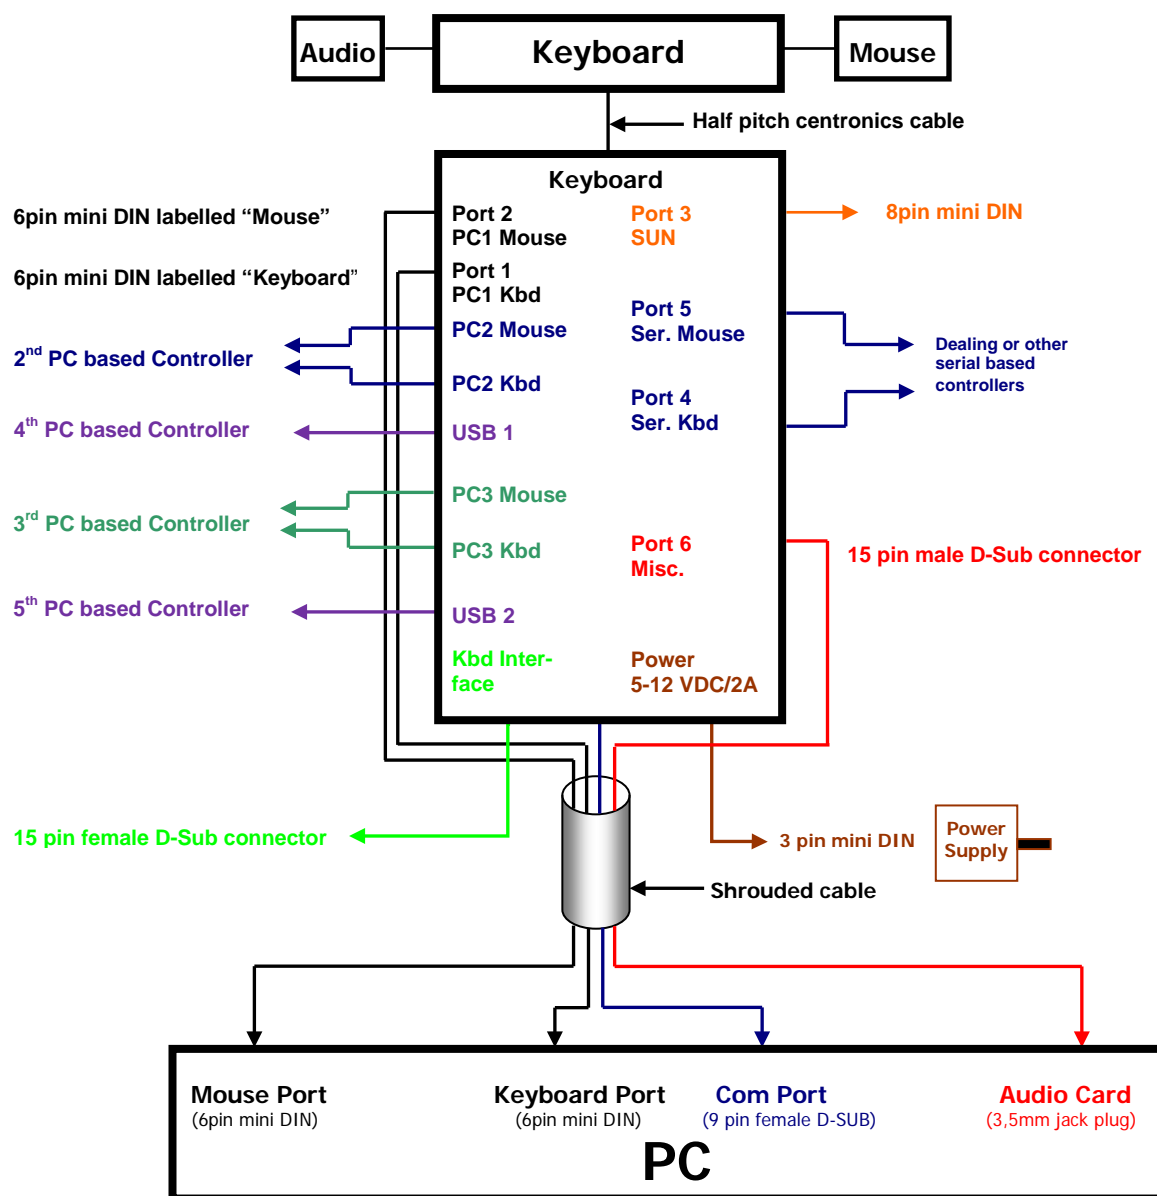 Audio
Keyboard
Mouse
Half pitch centronics cable
Keyboard
6pin mini DIN labelled “Mouse”
Port 2
PC1 Mouse
Port 3
SUN
8pin mini DIN
6pin mini DIN labelled “Keyboard”
Port 1
PC1 Kbd
PC2 Mouse
Port 5
Ser. Mouse
2nd PC based Controller
Dealing or other
serial based
controllers
PC2 Kbd
Port 4
Ser. Kbd
4th PC based Controller
USB 1
PC3 Mouse
3rd PC based Controller
PC3 Kbd
Port 6
Misc.
15 pin male D-Sub connector
5th PC based Controller
USB 2
Kbd Inter-
face
Power
5-12 VDC/2A
15 pin female D-Sub connector
3 pin mini DIN
Power
Supply
Shrouded cable
Mouse Port
(6pin mini DIN)
Keyboard Port
(6pin mini DIN)
Com Port
(9 pin female D-SUB)
Audio Card
(3,5mm jack plug)
PC